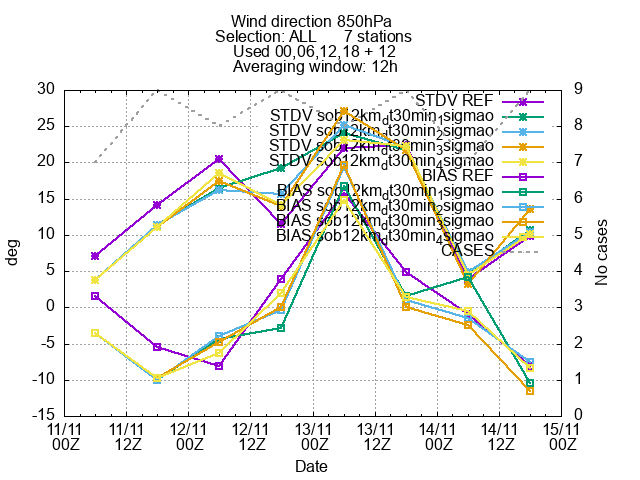 Wind direction 850hPa
Selection: ALL 7 stations
Used 00,06,12,18 + 12
Averaging window: 12h
30
25
20
15
10
5
0
-5
-10
-15
deg
9
8
7
6
5
4
3
2
1
0
No cases
STDV REF
STDV sob12km_dt30min_1sigmao
STDV sob12km_dt30min_2sigmao
STDV sob12km_dt30min_3sigmao
STDV sob12km_dt30min_4sigmao
BIAS REF
BIAS sob12km_dt30min_1sigmao
BIAS sob12km_dt30min_2sigmao
BIAS sob12km_dt30min_3sigmao
BIAS sob12km_dt30min_4sigmao
CASES
11/11 11/11 12/11 12/11 13/11 13/11 14/11 14/11 15/11
00Z 12Z 00Z 12Z 00Z 12Z 00Z 12Z 00Z
Date